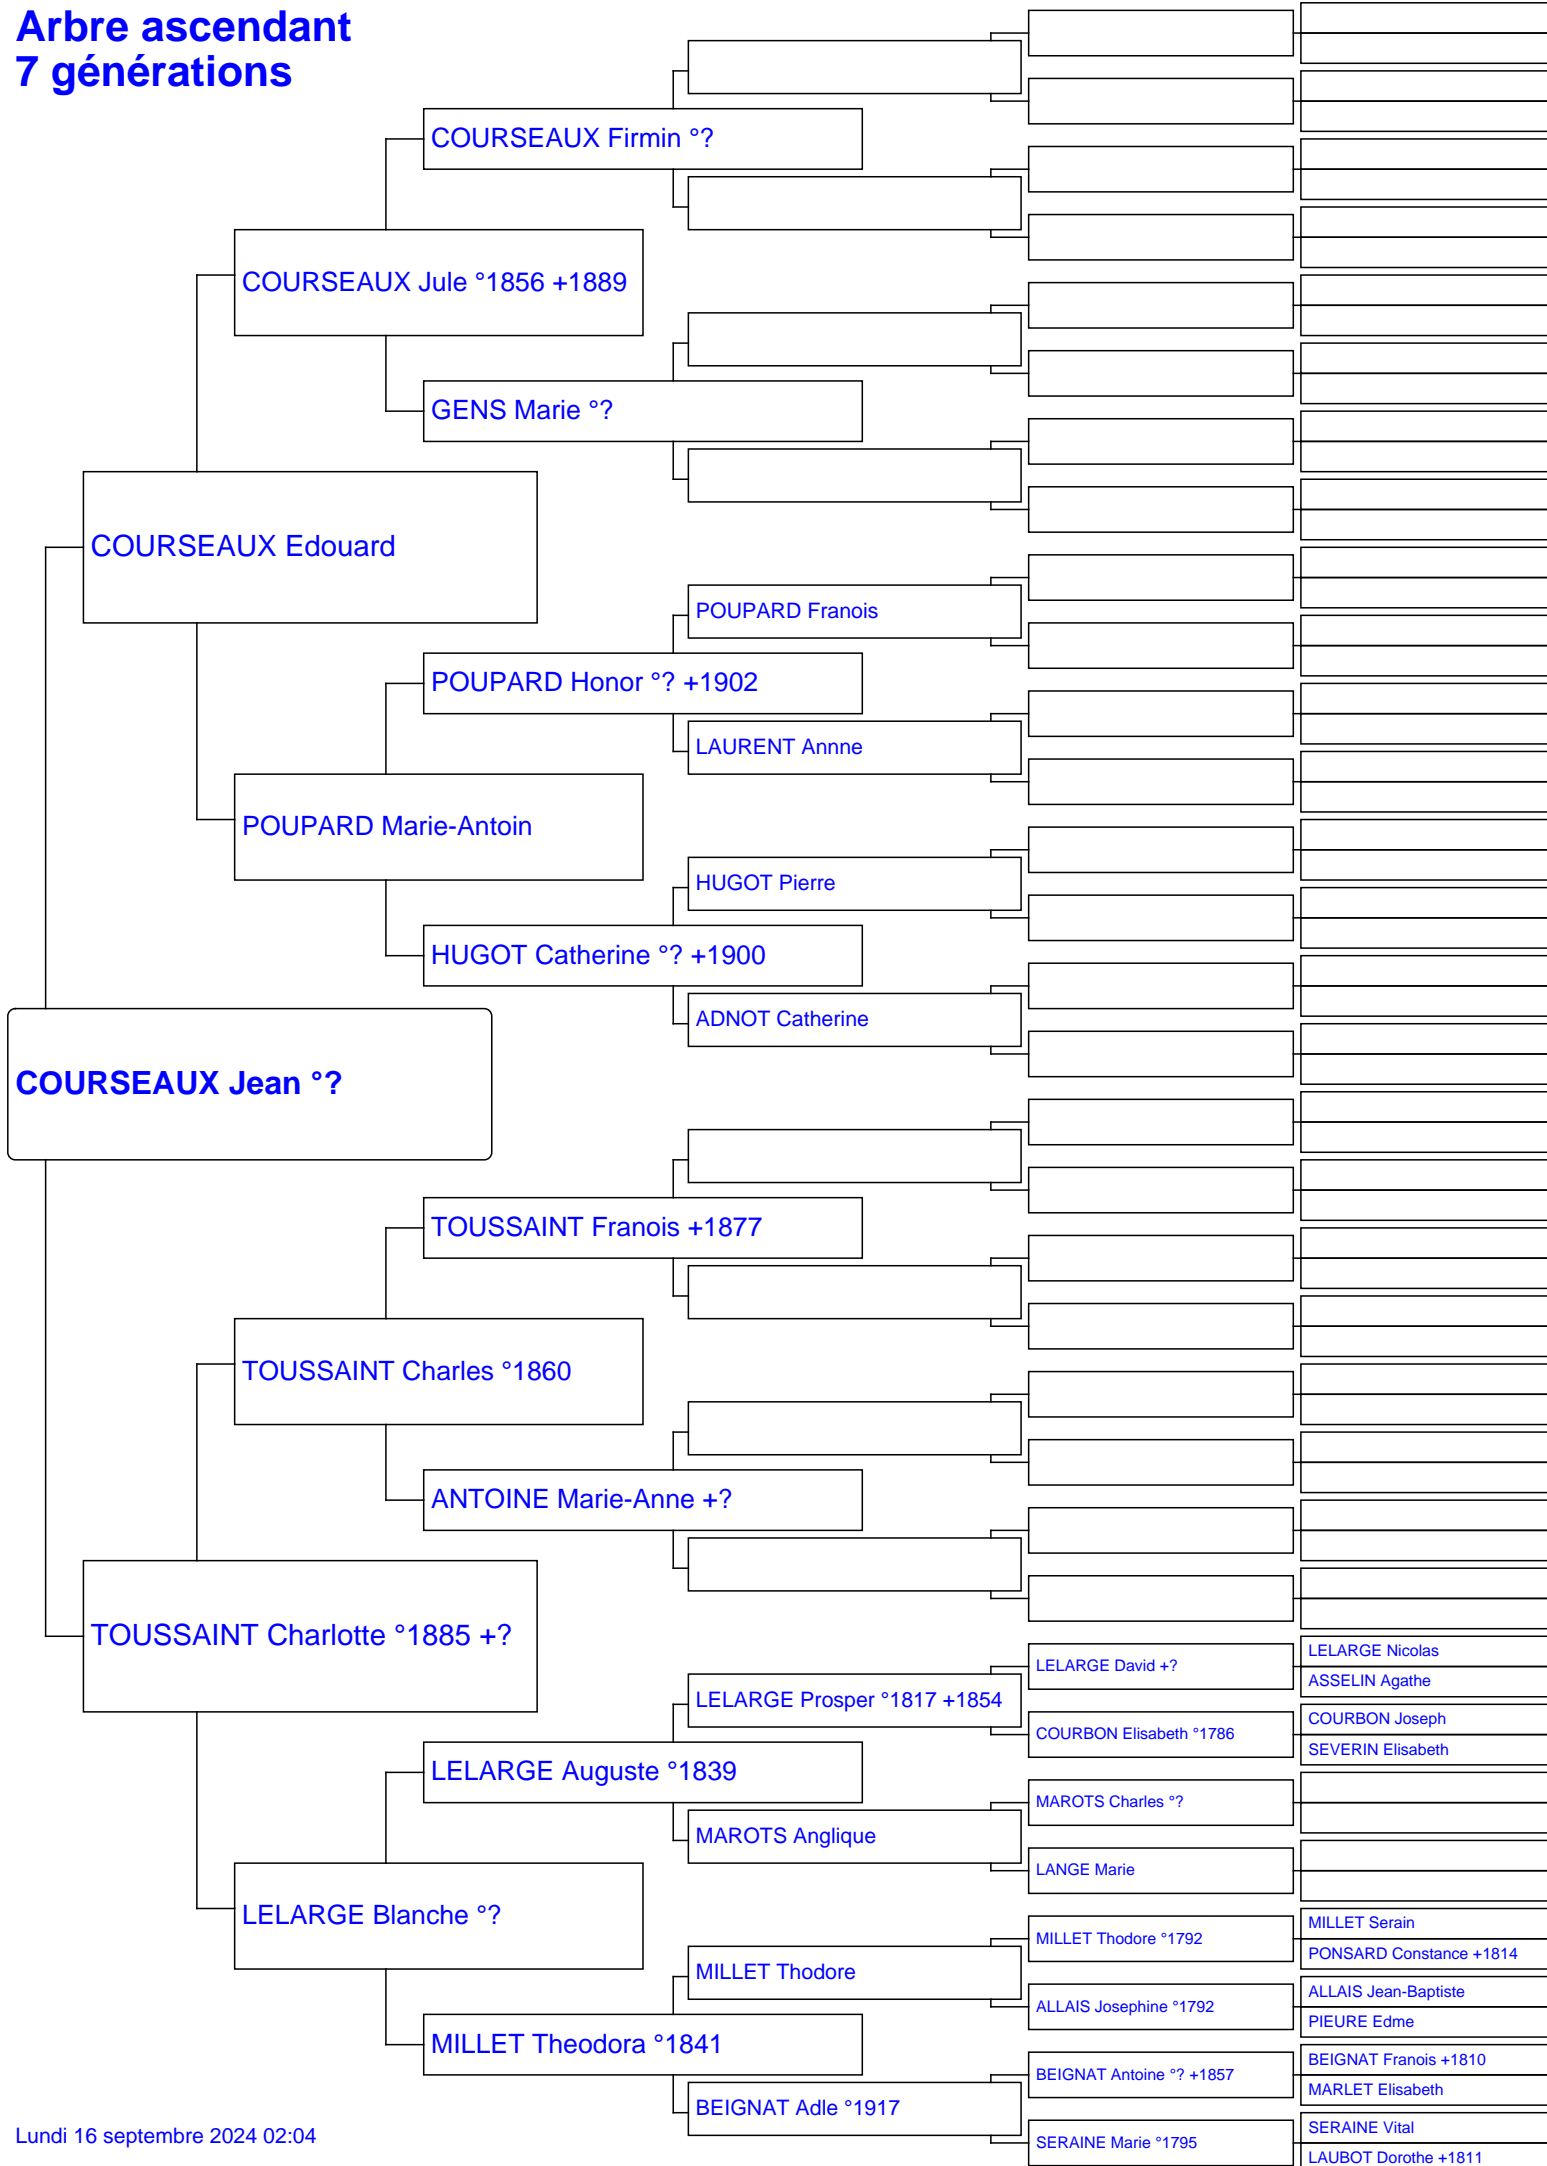 Arbre ascendant
7 générations
COURSEAUX Firmin °?
COURSEAUX Jule °1856 +1889
GENS Marie °?
COURSEAUX Edouard
POUPARD Franois
POUPARD Honor °? +1902
LAURENT Annne
POUPARD Marie-Antoin
HUGOT Pierre
HUGOT Catherine °? +1900
ADNOT Catherine
COURSEAUX Jean °?
TOUSSAINT Franois +1877
TOUSSAINT Charles °1860
ANTOINE Marie-Anne +?
TOUSSAINT Charlotte °1885 +?
LELARGE Nicolas
LELARGE David +?
ASSELIN Agathe
LELARGE Prosper °1817 +1854
COURBON Joseph
COURBON Elisabeth °1786
SEVERIN Elisabeth
LELARGE Auguste °1839
MAROTS Charles °?
MAROTS Anglique
LANGE Marie
LELARGE Blanche °?
MILLET Serain
MILLET Thodore °1792
PONSARD Constance +1814
MILLET Thodore
ALLAIS Jean-Baptiste
ALLAIS Josephine °1792
PIEURE Edme
MILLET Theodora °1841
BEIGNAT Franois +1810
BEIGNAT Antoine °? +1857
MARLET Elisabeth
BEIGNAT Adle °1917
SERAINE Vital
SERAINE Marie °1795
LAUBOT Dorothe +1811
Lundi 16 septembre 2024 02:04